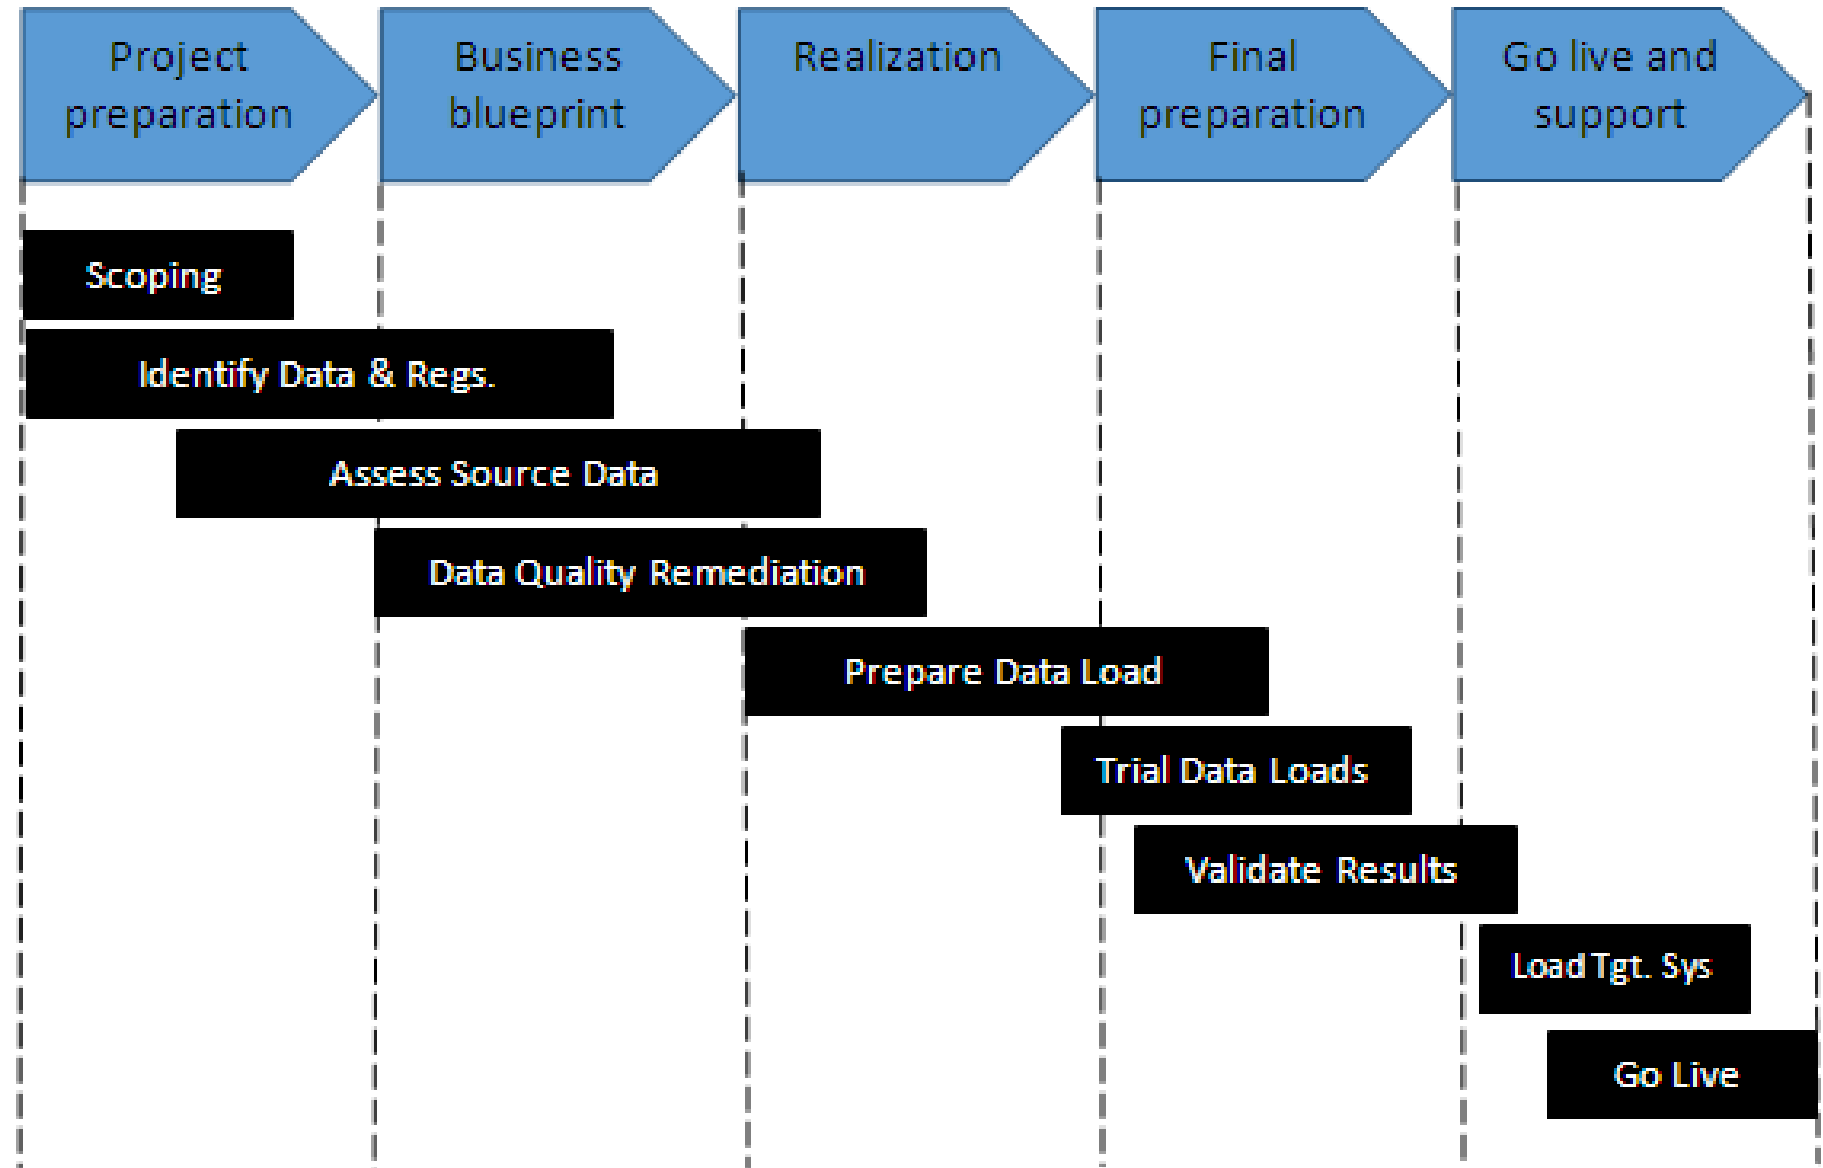 Project
preparation
Business
blueprint
Realization
Final
preparation
Go live and
support
Scoping
Identify Data & Regs.
Assess Source Data
Data Quality Remediation
Prepare Data Load
Trial Data Loads
Validate Results
Load Tgt. Sys
Go Live